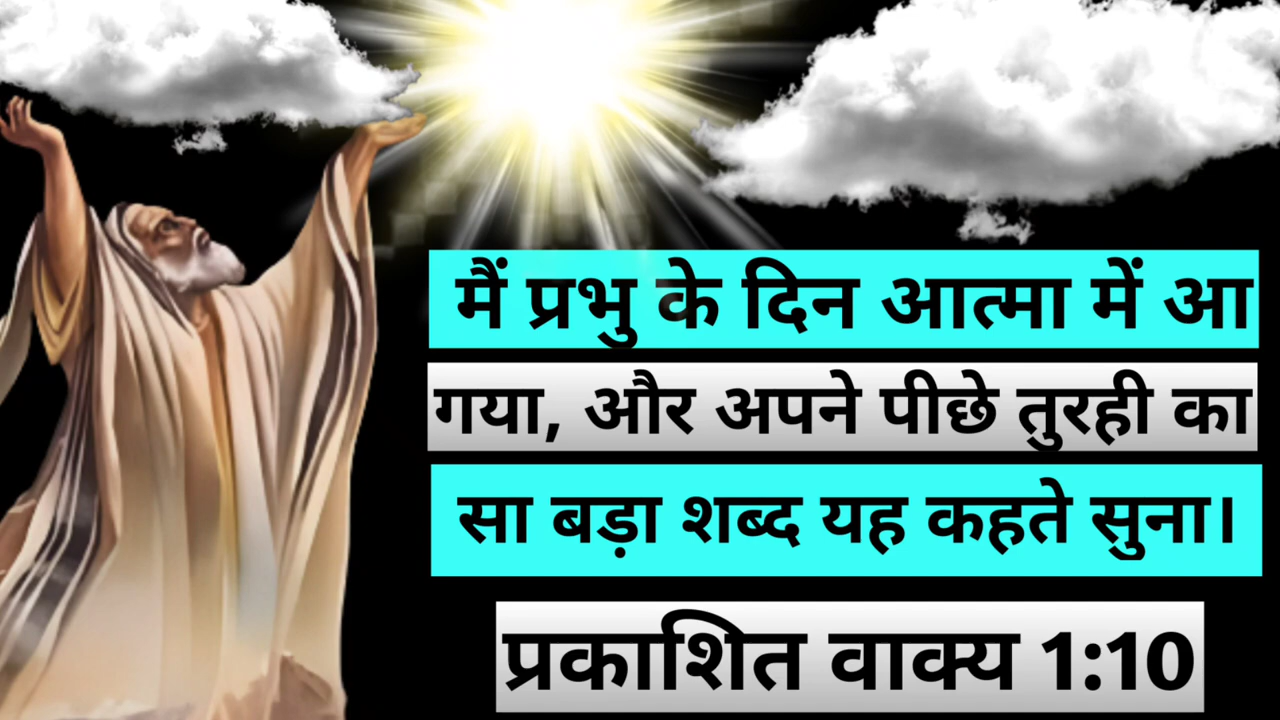 मैं प्रभु के दिन आत्मा में आ
गया, और अपने पीछे तुरही का
सा बड़ा शब्द यह कहते सुना।
प्रकाशित वाक्य 1:10